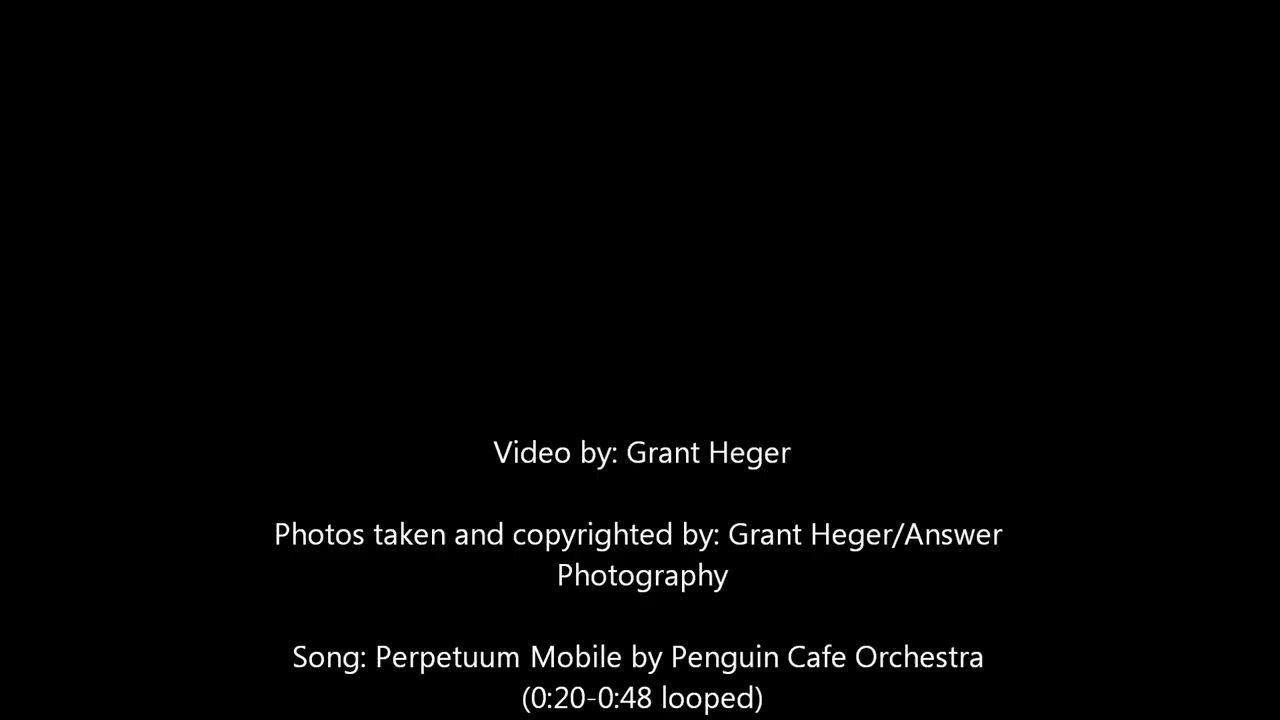 Video by: Grant Heger
Photos taken and copyrighted by: Grant Heger/Answer
Photography
Song: Perpetuum Mobile by Penguin Cafe Orchestra
(0:20-0:48 looped)